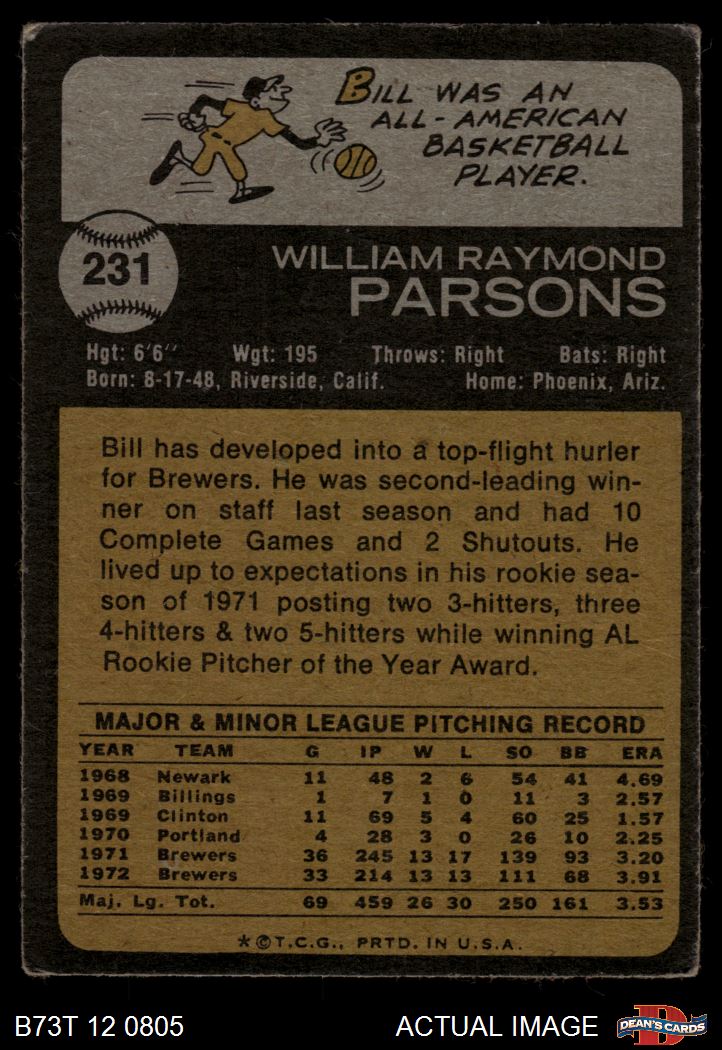 BILL WAS AN
ALL-AMERICAN
BASKETBALL
PLAYER.
231
WILLIAM RAYMOND
PARSONS
Hgt: 6'6" Wgt: 195 Throws: Right Bats: Right
Born: 8-17-48, Riverside, Calif. Home: Phoenix, Ariz.
Bill has developed into a top-flight hurler
for Brewers. He was second-leading win-
ner on staff last season and had 10
Complete Games and 2 Shutouts. He
lived up to expectations in his rookie sea-
son of 1971 posting two 3-hitters, three
4-hitters & two 5-hitters while winning AL
Rookie Pitcher of the Year Award.
MAJOR & MINOR LEAGUE PITCHING RECORD
YEAR TEAM G IP W L SO BB ERA
1968 Newark 11 48 2 6 54 41 4.69
1969 Billings 1 7 1 0 11 3 2.57
1969 Clinton 11 69 5 4 60 25 1.57
1970 Portland 4 28 3 0 26 10 2.25
1971 Brewers 36 245 13 17 139 93 3.20
1972 Brewers 33 214 13 13 111 68 3.91
Maj. Lg. Tot. 69 459 26 30 250 161 3.53
*©T.C.G., PRTD. IN U.S.A.
B73T 12 0805 ACTUAL IMAGE DEAN'S CARDS